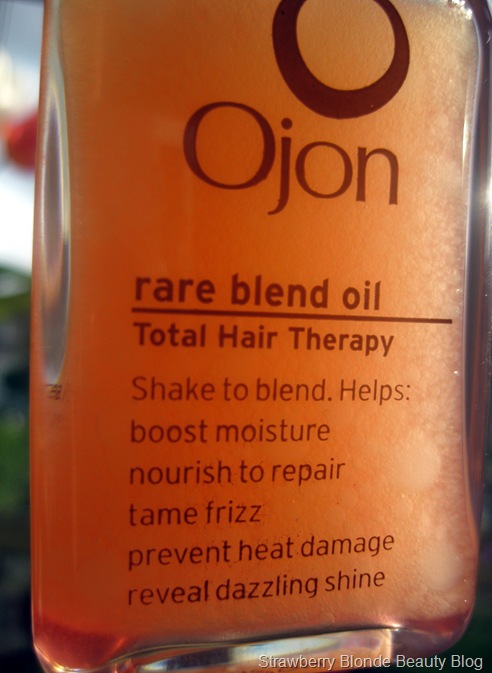 Ojon
rare blend oil
Total Hair Therapy
Shake to blend. Helps:
boost moisture
nourish to repair
tame frizz
prevent heat damage
reveal dazzling shine
Strawberry Blonde Beauty Blog